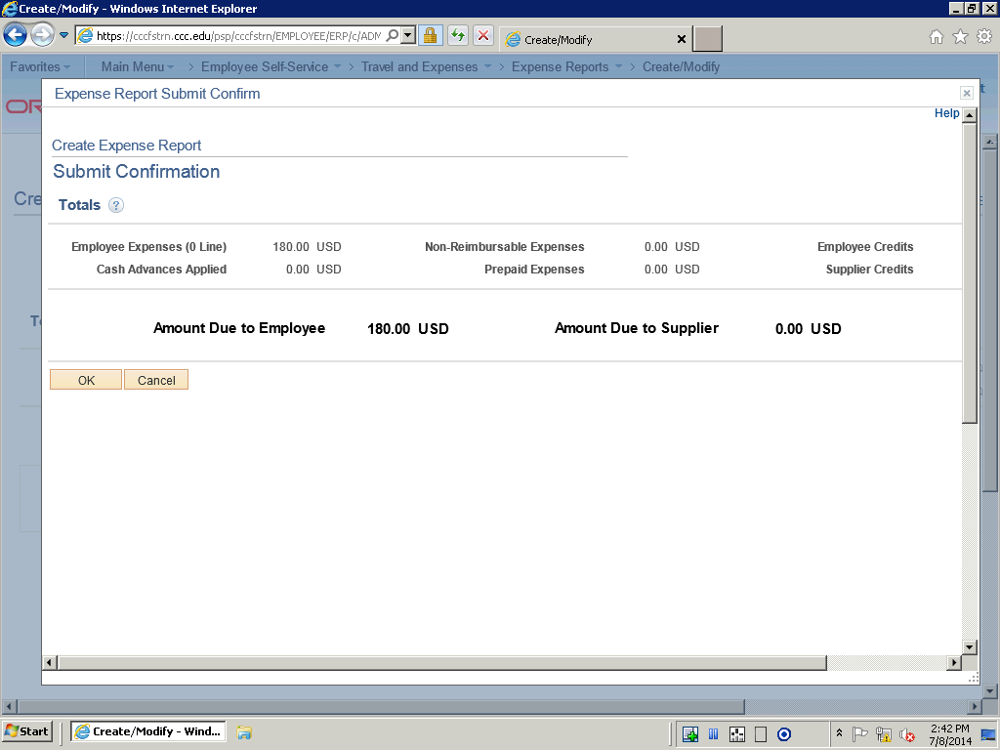 Create/Modify - Windows Internet Explorer
https://cccfstrn.ccc.edu/psp/cccfstrn/EMPLOYEE/ERP/c/ADM
Create/Modify
Favorites
Main Menu
> Employee Self-Service
> Travel and Expenses
> Expense Reports
> Create/Modify
Expense Report Submit Confirm
Help
OR
Create Expense Report
Submit Confirmation
Cre
Totals ?
Employee Expenses (0 Line) 180.00 USD Non-Reimbursable Expenses 0.00 USD Employee Credits
Cash Advances Applied 0.00 USD Prepaid Expenses 0.00 USD Supplier Credits
Amount Due to Employee 180.00 USD Amount Due to Supplier 0.00 USD
OK Cancel
Start
Create/Modify - Wind...
2:42 PM
7/8/2014